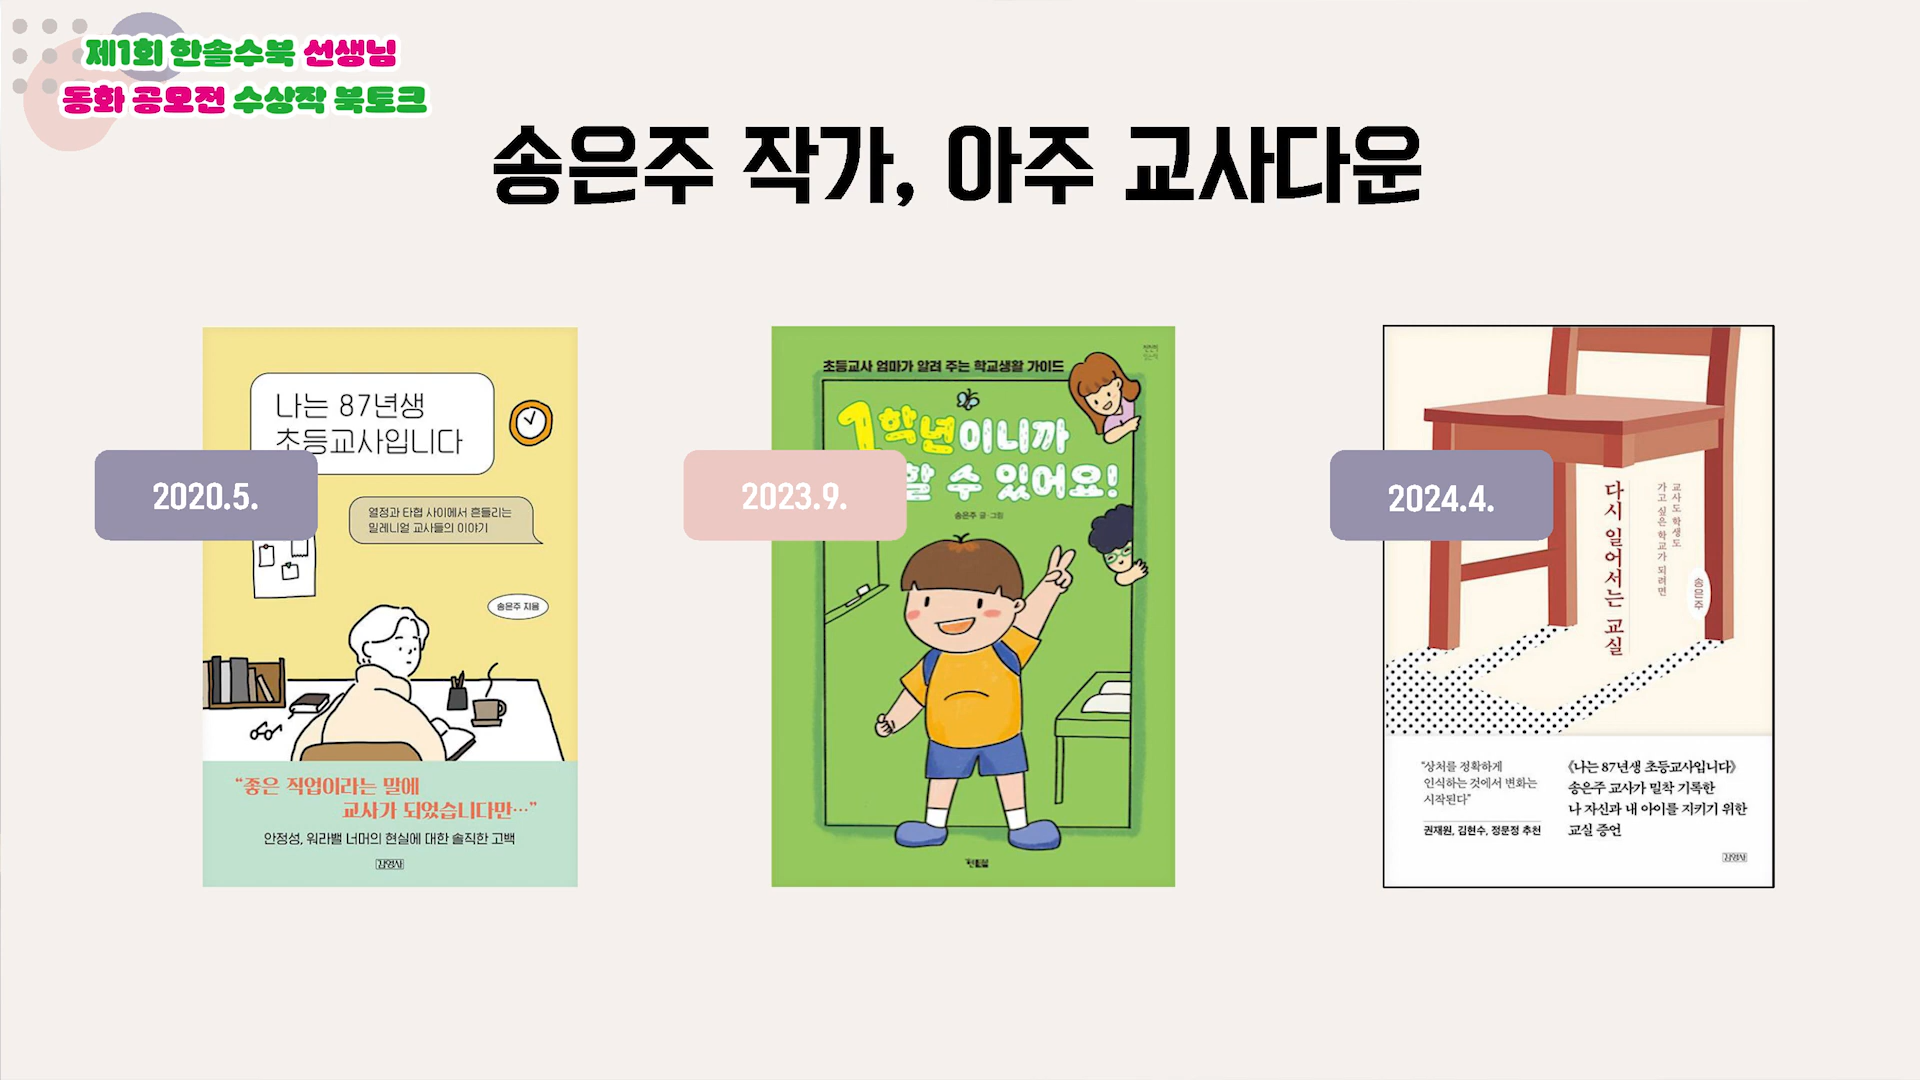 제1회 한솔수북 선생님
동화 공모전 수상작 북토크
송은주 작가, 아주 교사다운
나는 87년생
초등교사입니다
2020.5.
열정과 타협 사이에서 흔들리는
밀레니얼 교사들의 이야기
송은주 지음
“좋은 직업이라는 말에
교사가 되었습니다만…”
안정성, 워라밸 너머의 현실에 대한 솔직한 고백
김영사
초등교사 엄마가 알려 주는 학교생활 가이드
1학년이니까
할 수 있어요!
2023.9.
송은주 글·그림
2024.4.
교사도 학생도
가고 싶은 학교가 되려면
다시 일어서는 교실
송은주
“상처를 정확하게
인식하는 것에서 변화는
시작된다”
권재원, 김현수, 정문정 추천
《나는 87년생 초등교사입니다》
송은주 교사가 밀착 기록한
나 자신과 내 아이를 지키기 위한
교실 증언
김영사